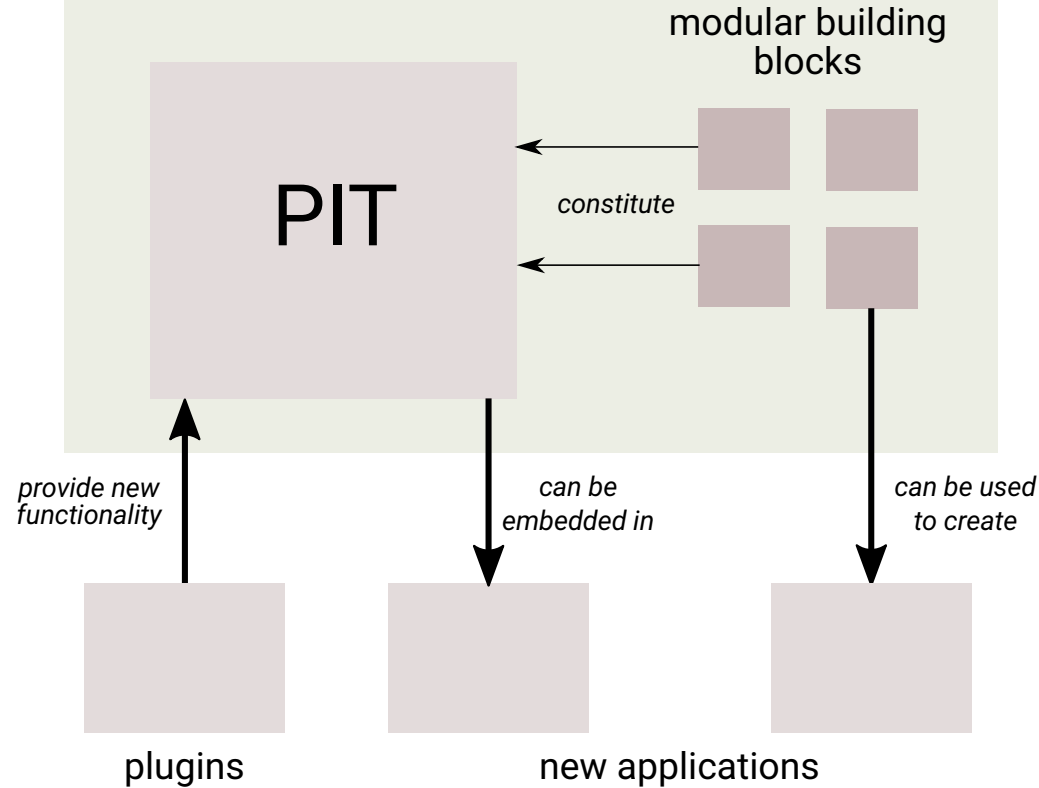 modular building
blocks
PIT
constitute
provide new
functionality
can be
embedded in
can be used
to create
plugins
new applications